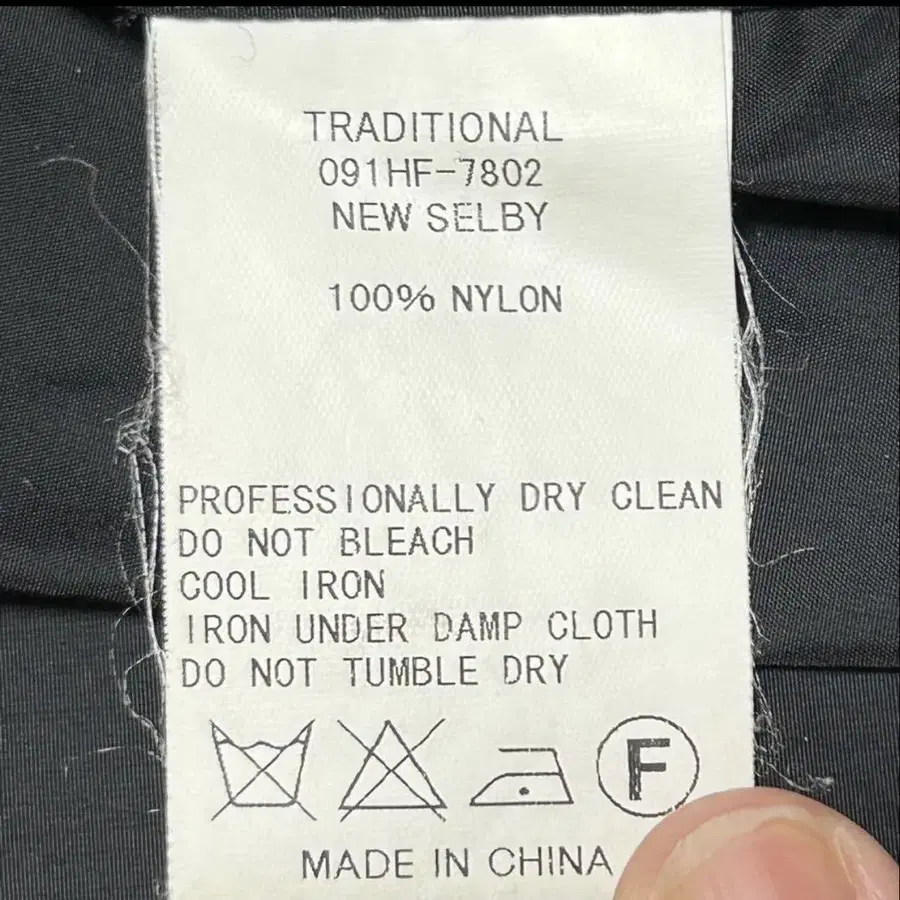 TRADITIONAL
091HF-7802
NEW SELBY
100% NYLON
PROFESSIONALLY DRY CLEAN
DO NOT BLEACH
COOL IRON
IRON UNDER DAMP CLOTH
DO NOT TUMBLE DRY
F
MADE IN CHINA